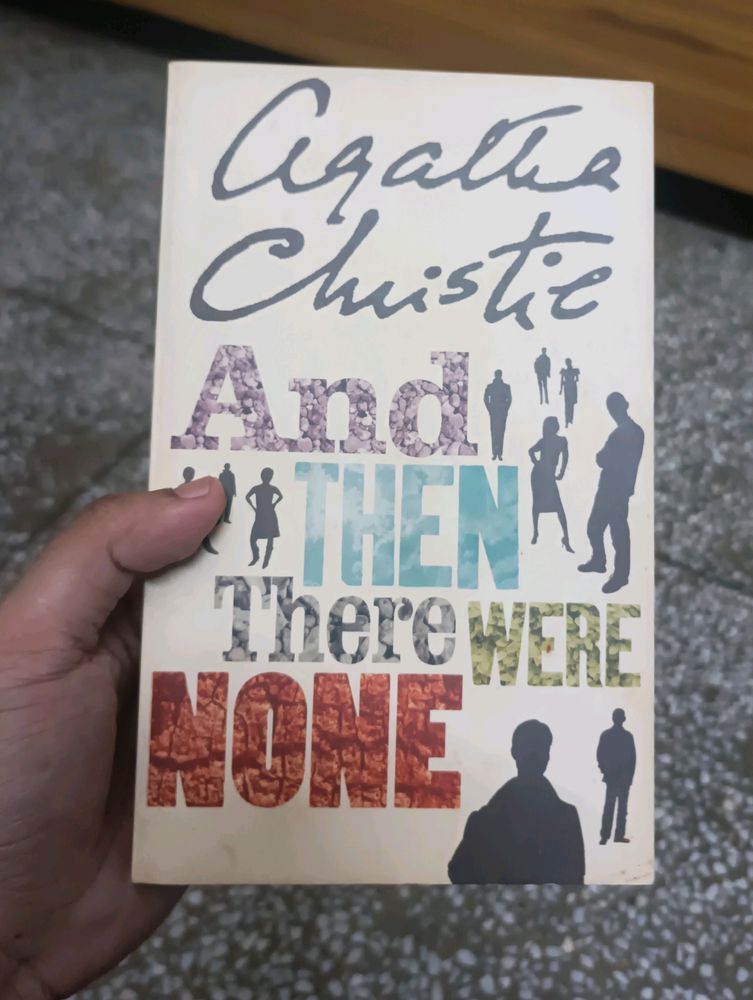 Agatha
Christie
And
THEN
There WERE
NONE